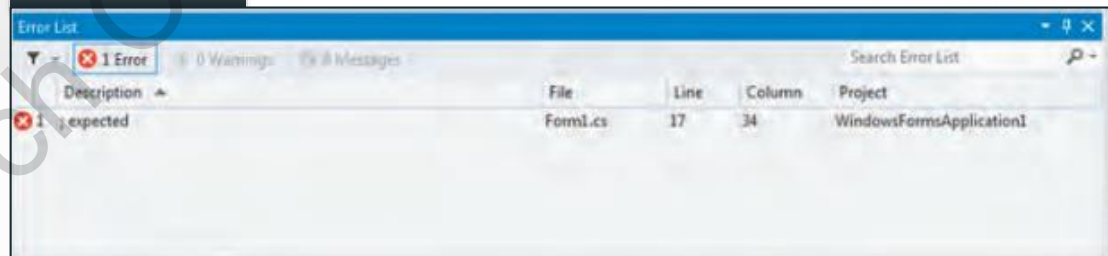 Error List
1 Error 0 Warnings 0 Messages Search Error List
Description File Line Column Project
1 ; expected Form1.cs 17 34 WindowsFormsApplication1